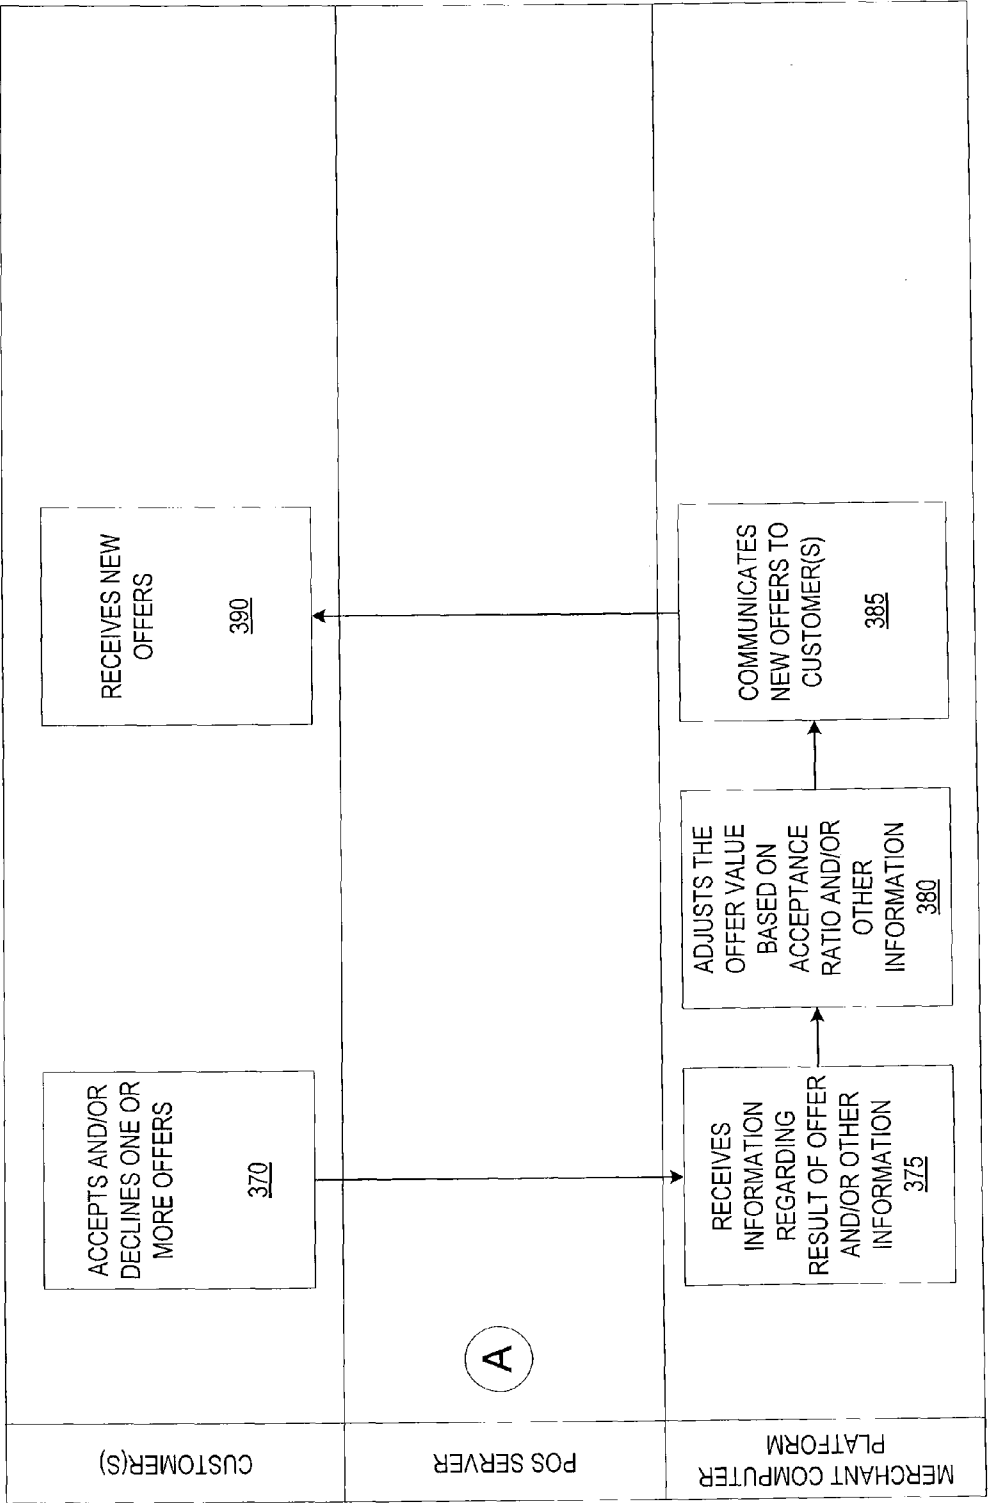 CUSTOMER(S)
ACCEPTS AND/OR
DECLINES ONE OR
MORE OFFERS
370
RECEIVES NEW
OFFERS
390
POS SERVER
A
MERCHANT COMPUTER
PLATFORM
RECEIVES
INFORMATION
REGARDING
RESULT OF OFFER
AND/OR OTHER
INFORMATION
375
ADJUSTS THE
OFFER VALUE
BASED ON
ACCEPTANCE
RATIO AND/OR
OTHER
INFORMATION
380
COMMUNICATES
NEW OFFERS TO
CUSTOMER(S)
385